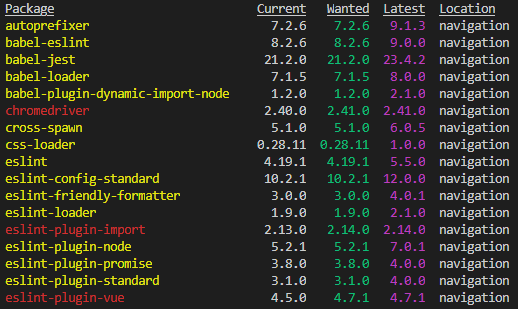 Package Current Wanted Latest Location
autoprefixer 7.2.6 7.2.6 9.1.3 navigation
babel-eslint 8.2.6 8.2.6 9.0.0 navigation
babel-jest 21.2.0 21.2.0 23.4.2 navigation
babel-loader 7.1.5 7.1.5 8.0.0 navigation
babel-plugin-dynamic-import-node 1.2.0 1.2.0 2.1.0 navigation
chromedriver 2.40.0 2.41.0 2.41.0 navigation
cross-spawn 5.1.0 5.1.0 6.0.5 navigation
css-loader 0.28.11 0.28.11 1.0.0 navigation
eslint 4.19.1 4.19.1 5.5.0 navigation
eslint-config-standard 10.2.1 10.2.1 12.0.0 navigation
eslint-friendly-formatter 3.0.0 3.0.0 4.0.1 navigation
eslint-loader 1.9.0 1.9.0 2.1.0 navigation
eslint-plugin-import 2.13.0 2.14.0 2.14.0 navigation
eslint-plugin-node 5.2.1 5.2.1 7.0.1 navigation
eslint-plugin-promise 3.8.0 3.8.0 4.0.0 navigation
eslint-plugin-standard 3.1.0 3.1.0 4.0.0 navigation
eslint-plugin-vue 4.5.0 4.7.1 4.7.1 navigation